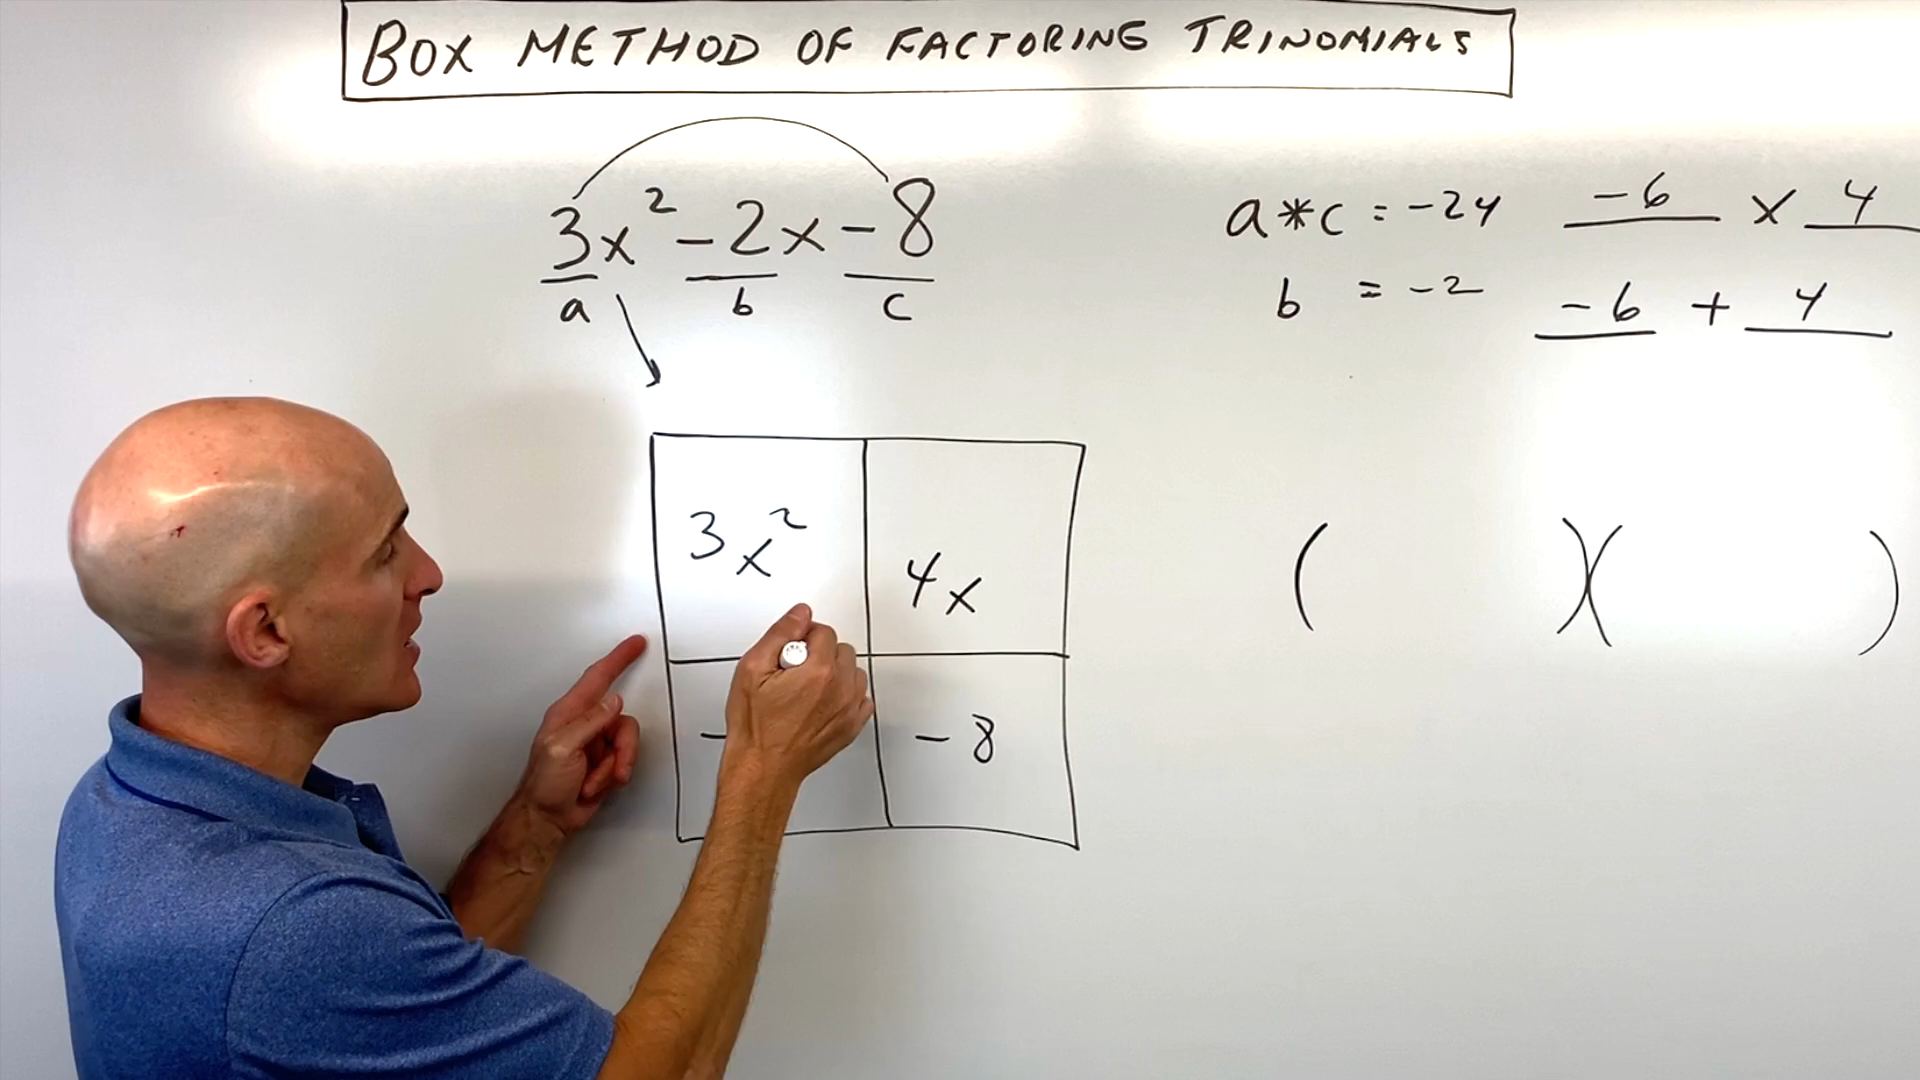 BOX METHOD OF FACTORING TRINOMIALS
3x² - 2x - 8
a b c
a * c = -24 -6 x 4
b = -2 -6 + 4
3x² 4x
- -8
( )( )